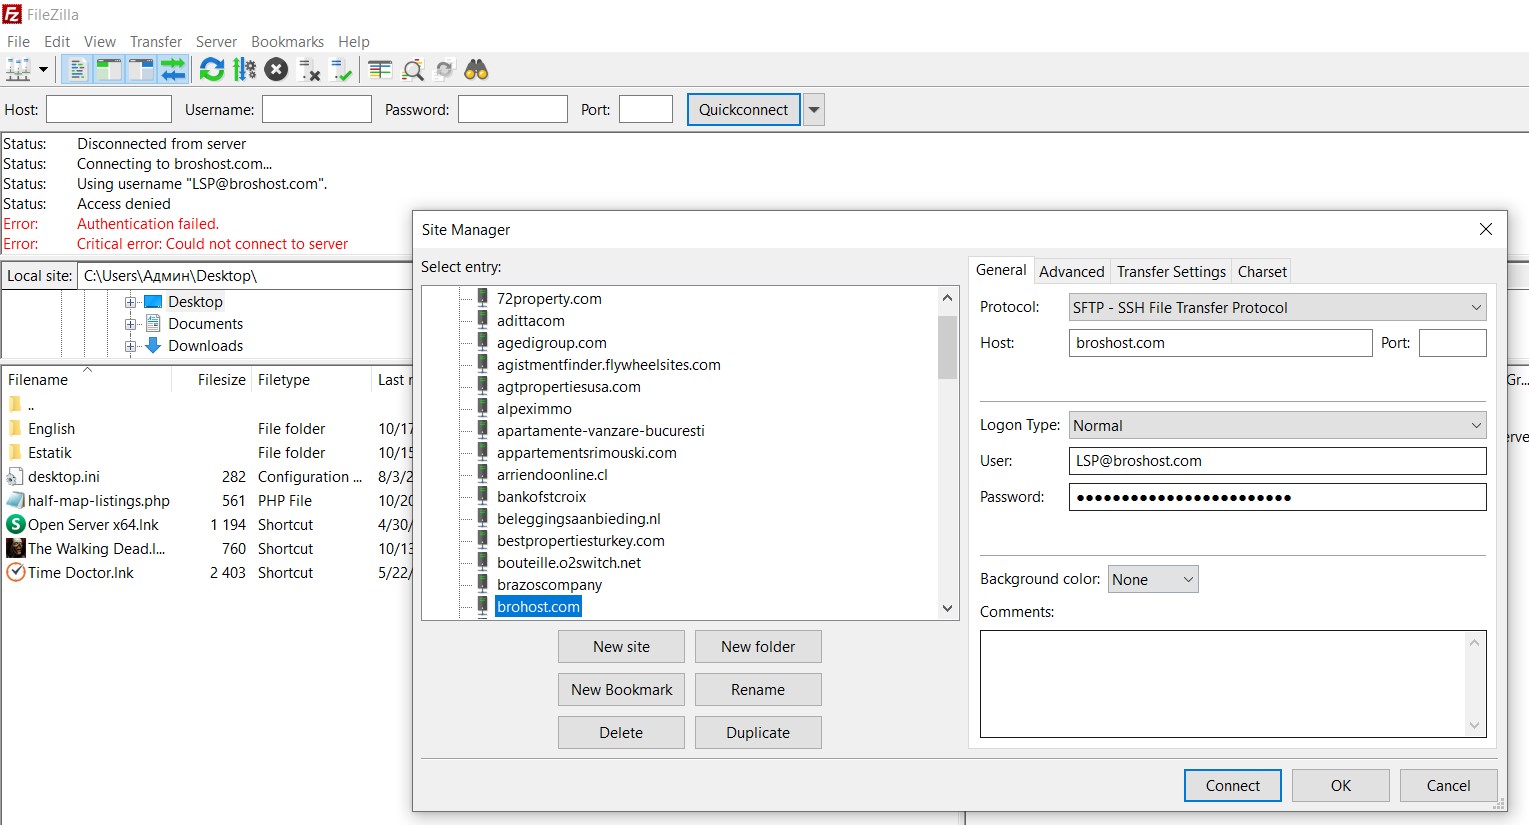 FileZilla
File Edit View Transfer Server Bookmarks Help
Host: Username: Password: Port: Quickconnect
Status: Disconnected from server
Status: Connecting to broshost.com...
Status: Using username "LSP@broshost.com".
Status: Access denied
Error: Authentication failed.
Error: Critical error: Could not connect to server
Local site: C:\Users\Админ\Desktop\
Desktop
Documents
Downloads
Filename Filesize Filetype Last
..
English File folder 10/17
Estatik File folder 10/15
desktop.ini 282 Configuration ... 8/3/2
half-map-listings.php 561 PHP File 10/20
Open Server x64.lnk 1 194 Shortcut 4/30/
The Walking Dead.l... 760 Shortcut 10/13
Time Doctor.lnk 2 403 Shortcut 5/22/
Site Manager
Select entry:
72property.com
adittacom
agedigroup.com
agistmentfinder.flywheelsites.com
agtpropertiesusa.com
alpeximmo
apartamente-vanzare-bucuresti
appartementsrimouski.com
arriendoonline.cl
bankofstcroix
beleggingsaanbieding.nl
bestpropertiesturkey.com
bouteille.o2switch.net
brazoscompany
brohost.com
New site New folder
New Bookmark Rename
Delete Duplicate
General Advanced Transfer Settings Charset
Protocol: SFTP - SSH File Transfer Protocol
Host: broshost.com Port:
Logon Type: Normal
User: LSP@broshost.com
Password: ●●●●●●●●●●●●●●●●●●●●●●●●
Background color: None
Comments:
Connect OK Cancel
Gr...